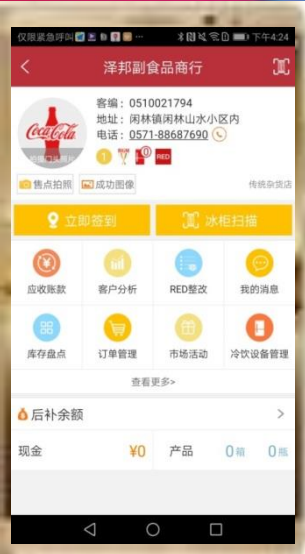 仅限紧急呼叫 ... 下午4:24
泽邦副食品商行
客编：0510021794
地址：闲林镇闲林山水小区内
电话：0571-88687690
Coca-Cola
1 0 RED
售点拍照 成功图像 传统杂货店
立即签到 冰柜扫描
应收账款 客户分析 RED整改 我的消息
库存盘点 订单管理 市场活动 冷饮设备管理
查看更多>
后补余额 >
现金 ¥0 产品 0箱 0瓶